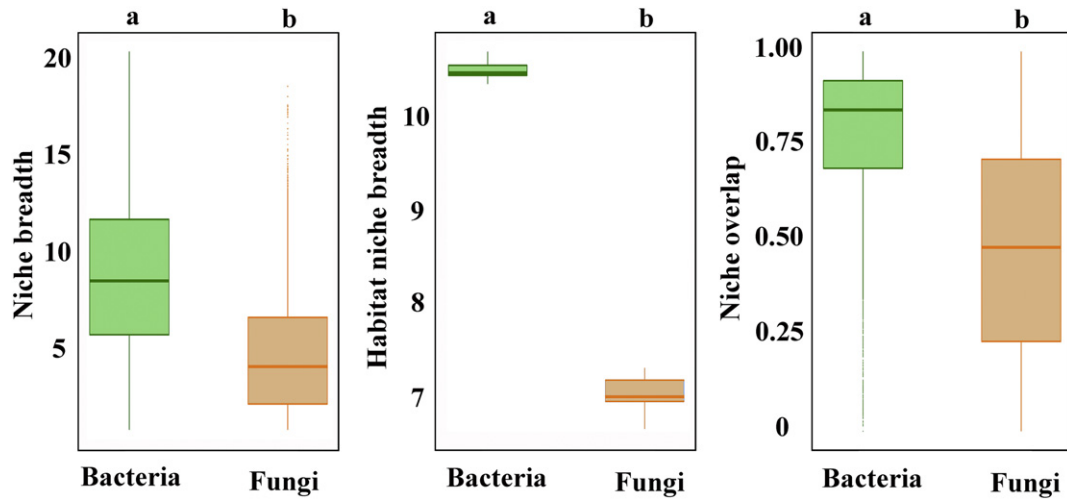 a b
Niche breadth
20
15
10
5
Bacteria Fungi
a b
Habitat niche breadth
10
9
8
7
Bacteria Fungi
a b
Niche overlap
1.00
0.75
0.50
0.25
0
Bacteria Fungi